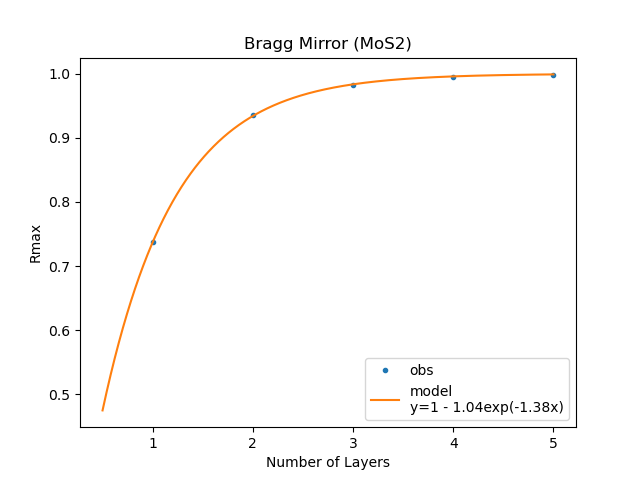 Bragg Mirror (MoS2)
1.0
0.9
0.8
0.7
0.6
0.5
Rmax
obs
model
y=1 - 1.04exp(-1.38x)
1 2 3 4 5
Number of Layers